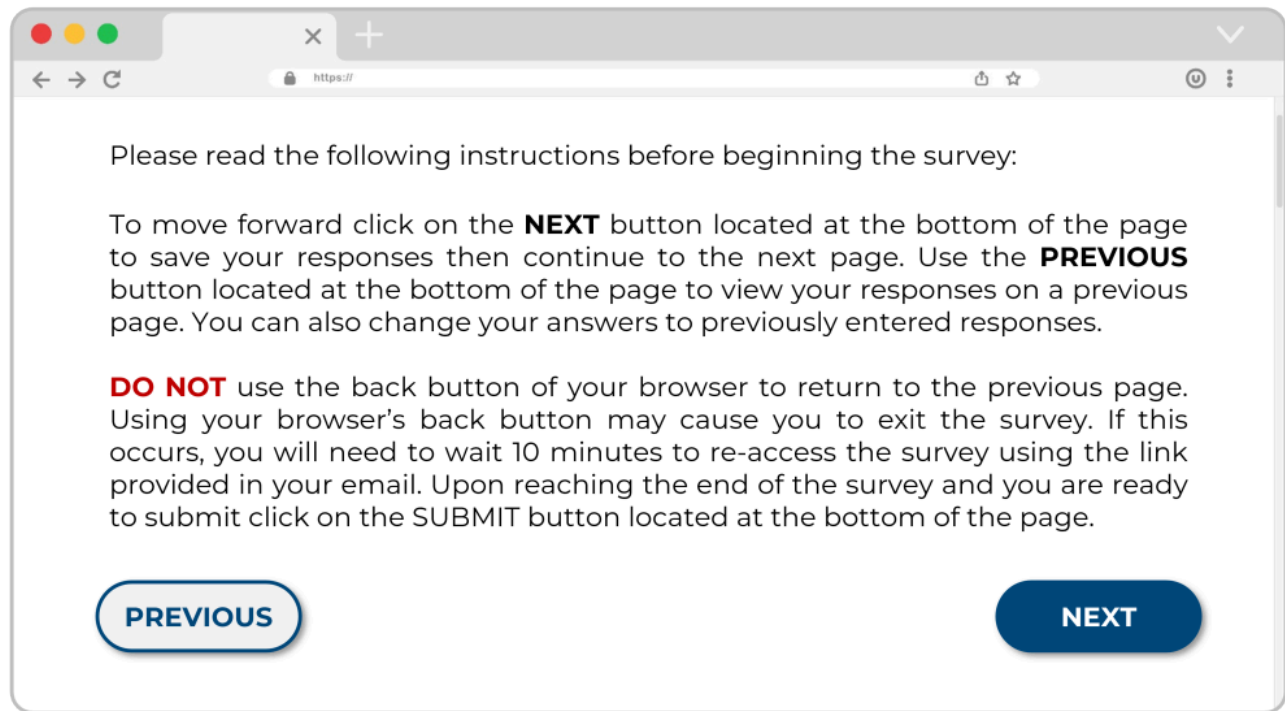 https://
Please read the following instructions before beginning the survey:
To move forward click on the NEXT button located at the bottom of the page
to save your responses then continue to the next page. Use the PREVIOUS
button located at the bottom of the page to view your responses on a previous
page. You can also change your answers to previously entered responses.
DO NOT use the back button of your browser to return to the previous page.
Using your browser’s back button may cause you to exit the survey. If this
occurs, you will need to wait 10 minutes to re-access the survey using the link
provided in your email. Upon reaching the end of the survey and you are ready
to submit click on the SUBMIT button located at the bottom of the page.
PREVIOUS
NEXT